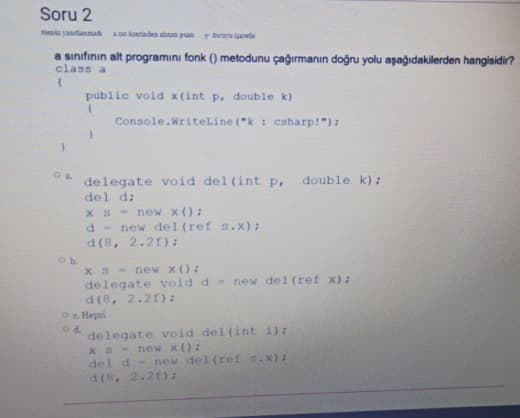 Soru 2
Henüz yanıtlanmadı 2.00 üzerinden alınan puan Soruyu işaretle
a sınıfının alt programını fonk () metodunu çağırmanın doğru yolu aşağıdakilerden hangisidir?
class a
{
public void x(int p, double k)
{
Console.WriteLine("k : csharp!");
}
}
a.
delegate void del(int p, double k);
del d;
x s = new x();
d = new del(ref s.x);
d(8, 2.2f);
b.
x s = new x();
delegate void d = new del(ref x);
d(8, 2.2f);
c. Hepsi
d.
delegate void del(int i);
x s = new x();
del d = new del(ref s.x);
d(8, 2.2f);